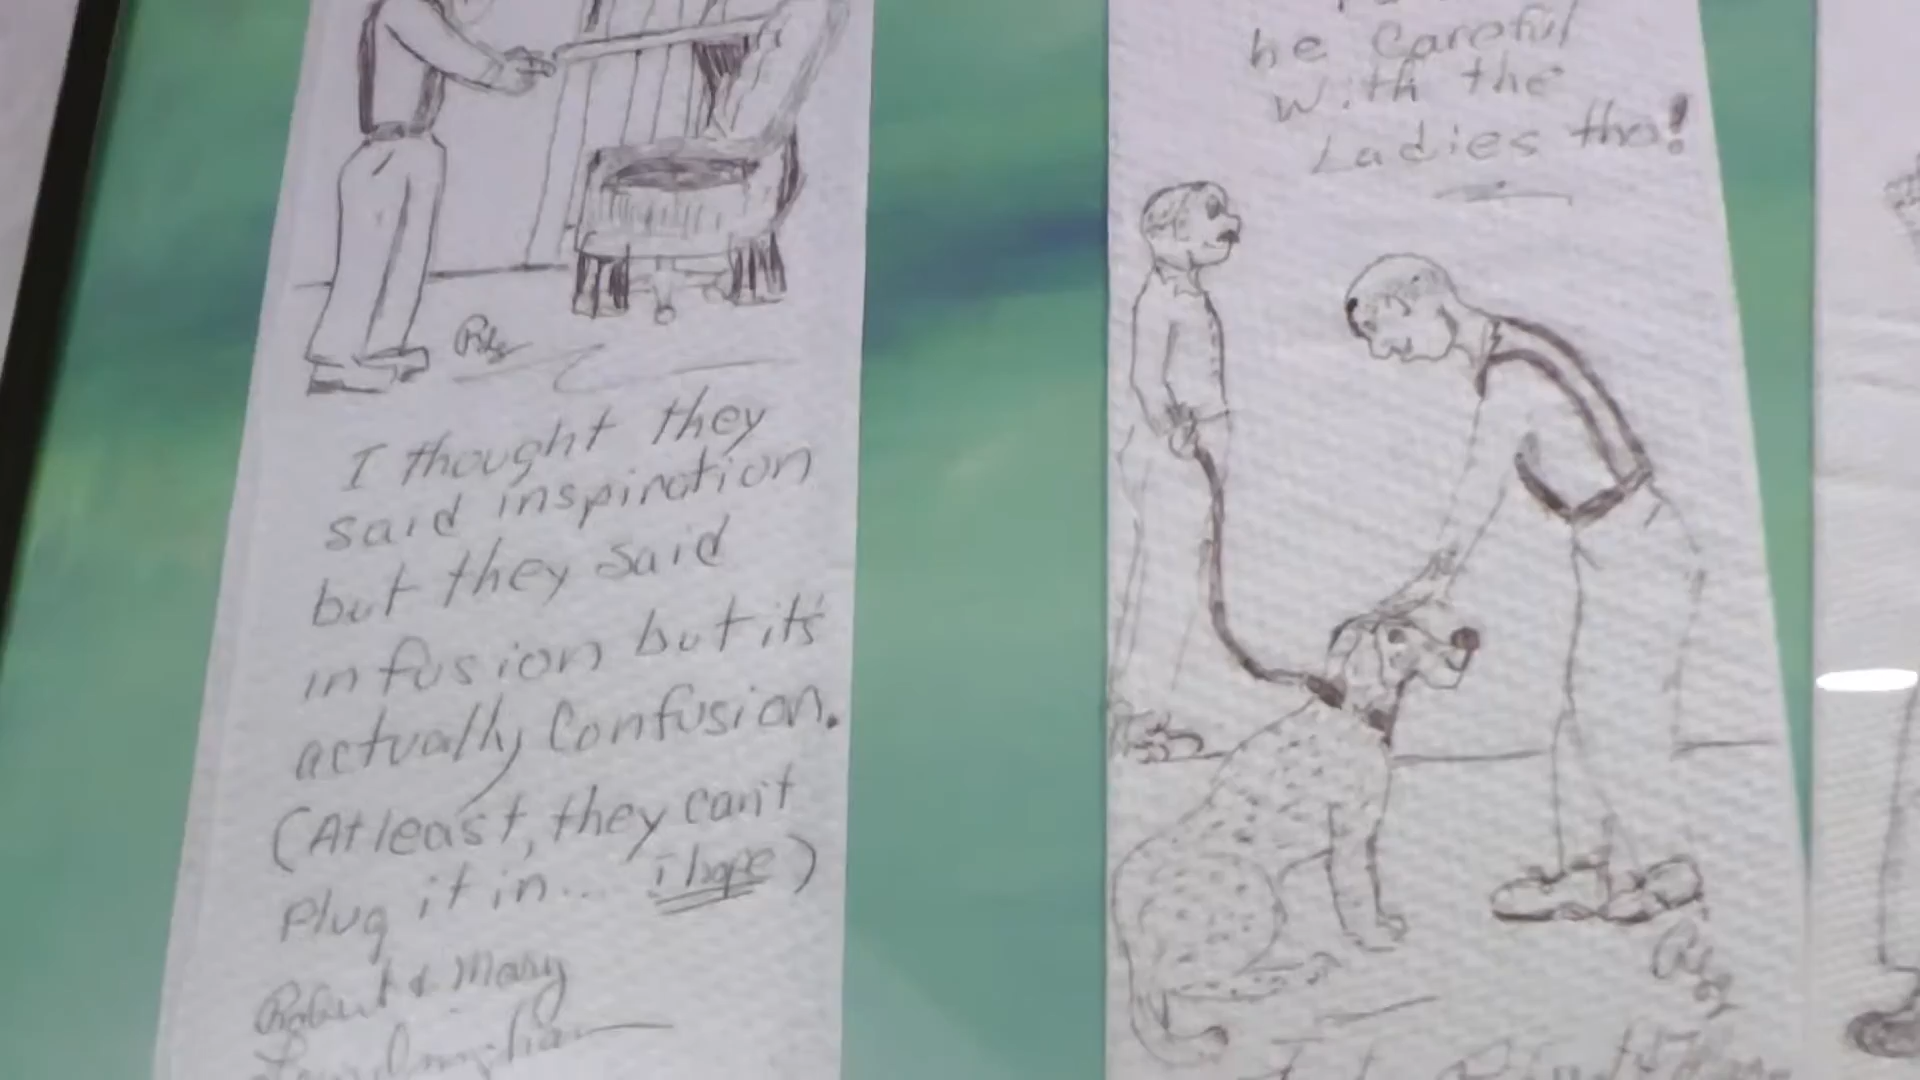 I thought they
said inspiration
but they said
infusion but it's
actually Confusion.
(At least, they can't
plug it in... i hope)
Robert & Mary
be Careful
with the
Ladies tho!